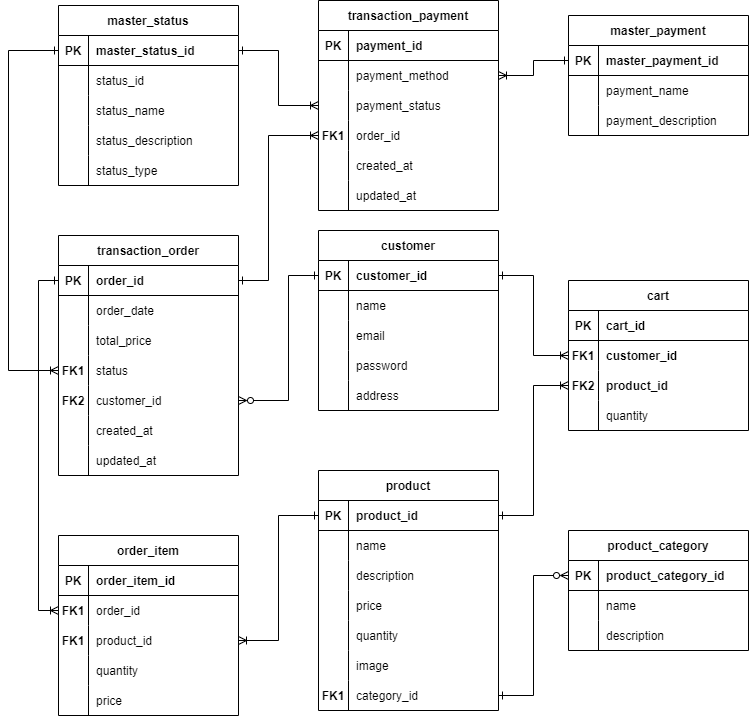 master_status
PK master_status_id
status_id
status_name
status_description
status_type
transaction_payment
PK payment_id
payment_method
payment_status
FK1 order_id
created_at
updated_at
master_payment
PK master_payment_id
payment_name
payment_description
transaction_order
PK order_id
order_date
total_price
FK1 status
FK2 customer_id
created_at
updated_at
customer
PK customer_id
name
email
password
address
cart
PK cart_id
FK1 customer_id
FK2 product_id
quantity
order_item
PK order_item_id
FK1 order_id
FK1 product_id
quantity
price
product
PK product_id
name
description
price
quantity
image
FK1 category_id
product_category
PK product_category_id
name
description